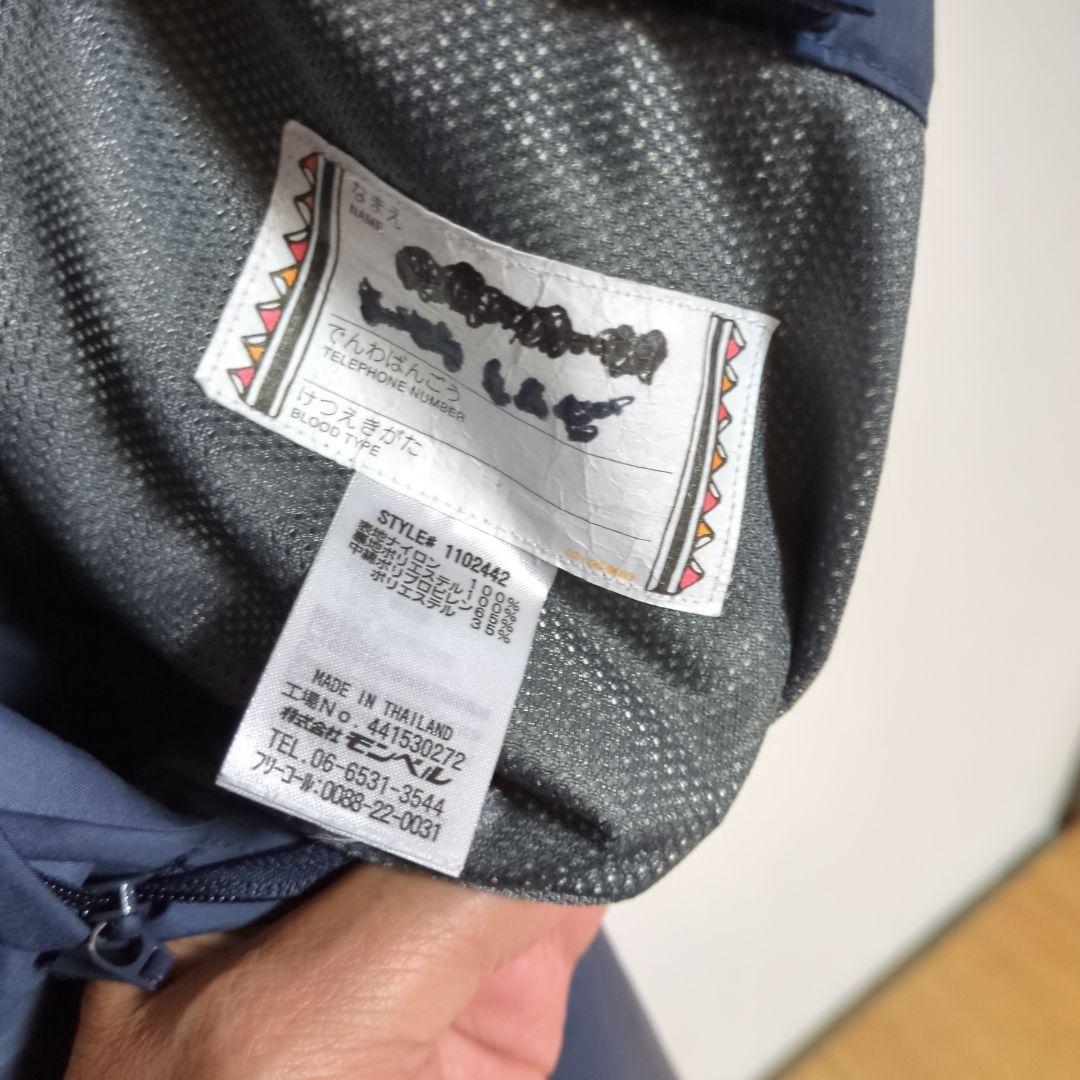 なまえ
NAME
でんわばんごう
TELEPHONE NUMBER
けつえきがた
BLOOD TYPE
STYLE# 1102442
表地ナイロン 100%
裏地ポリエステル 100%
中綿ポリプロピレン 65%
ポリエステル 35%
MADE IN THAILAND
工場No. 441530272
株式会社 モンベル
TEL.06-6531-3544
フリーコール:0088-22-0031